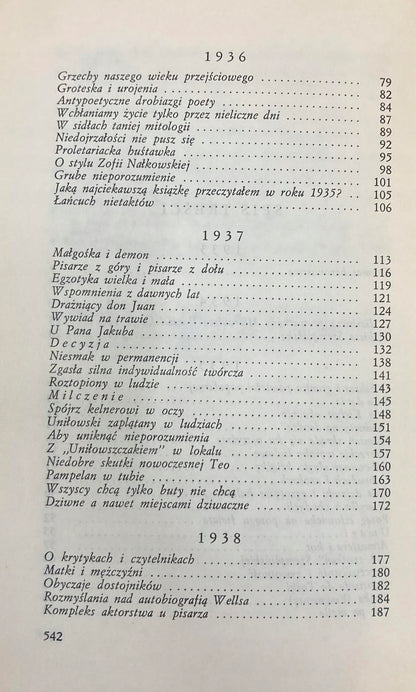 1936
Grzechy naszego wieku przejściowego . . . . . . . . . . . . 79
Groteska i urojenia . . . . . . . . . . . . 82
Antypoetyczne drobiazgi poety . . . . . . . . . . . . 84
Wchłaniamy życie tylko przez nieliczne dni . . . . . . . . . . . . 87
W sidłach taniej mitologii . . . . . . . . . . . . 89
Niedojrzałości nie pusz się . . . . . . . . . . . . 92
Proletariacka huśtawka . . . . . . . . . . . . 95
O stylu Zofii Nałkowskiej . . . . . . . . . . . . 98
Grube nieporozumienie . . . . . . . . . . . . 101
Jaką najciekawszą książkę przeczytałem w roku 1935? . . 105
Łańcuch nietaktów . . . . . . . . . . . . 106
1937
Małgośka i demon . . . . . . . . . . . . 113
Pisarze z góry i pisarze z dołu . . . . . . . . . . . . 116
Egzotyka wielka i mała . . . . . . . . . . . . 119
Wspomnienia z dawnych lat . . . . . . . . . . . . 121
Drażniący don Juan . . . . . . . . . . . . 124
Wywiad na trawie . . . . . . . . . . . . 127
U Pana Jakuba . . . . . . . . . . . . 130
Decyzja . . . . . . . . . . . . 132
Niesmak w permanencji . . . . . . . . . . . . 138
Zgasła silna indywidualność twórcza . . . . . . . . . . . . 141
Roztopiony w ludzie . . . . . . . . . . . . 143
Milczenie . . . . . . . . . . . . 145
Spójrz kelnerowi w oczy . . . . . . . . . . . . 148
Uniłowski zaplątany w ludziach . . . . . . . . . . . . 151
Aby uniknąć nieporozumienia . . . . . . . . . . . . 154
Z „Uniłowszczakiem” w lokalu . . . . . . . . . . . . 157
Niedobre skutki nowoczesnej Teo . . . . . . . . . . . . 160
Pampelan w tubie . . . . . . . . . . . . 163
Wszyscy chcą tylko buty nie chcą . . . . . . . . . . . . 170
Dziwne a nawet miejscami dziwaczne . . . . . . . . . . . . 172
1938
O krytykach i czytelnikach . . . . . . . . . . . . 177
Matki i mężczyźni . . . . . . . . . . . . 180
Obyczaje dostojników . . . . . . . . . . . . 182
Rozmyślania nad autobiografią Wellsa . . . . . . . . . . . . 184
Kompleks aktorstwa u pisarza . . . . . . . . . . . . 187
542